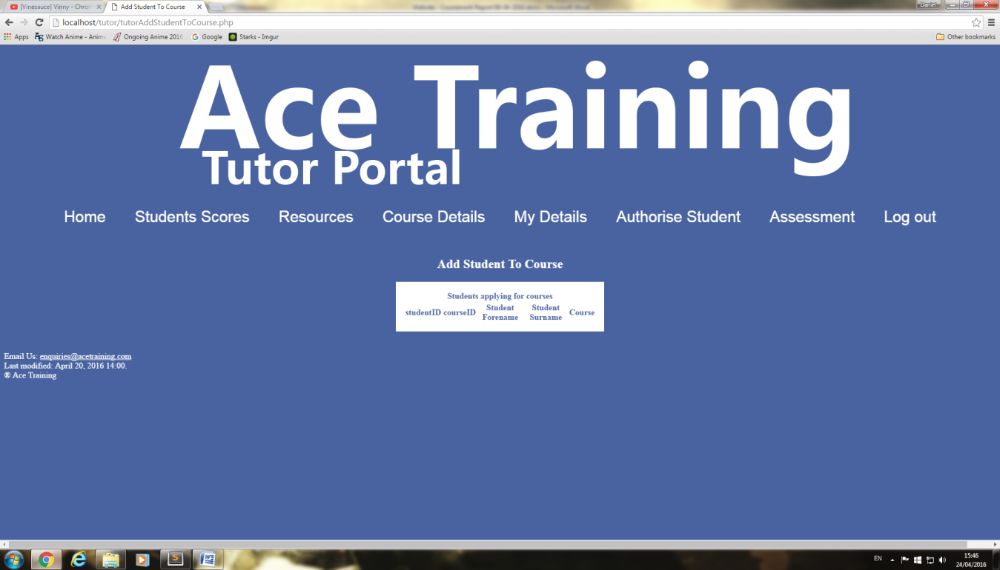 [Vinesauce] Vinny - Chron
Add Student To Course
Daniel
localhost/tutor/tutorAddStudentToCourse.php
Apps
Watch Anime - Anime
Ongoing Anime 2016
Google
Starks - Imgur
Other bookmarks
Ace Training
Tutor Portal
Home Students Scores Resources Course Details My Details Authorise Student Assessment Log out
Add Student To Course
Students applying for courses
studentID courseID Student Forename Student Surname Course
Email Us: enquiries@acetraining.com
Last modified: April 20, 2016 14:00.
® Ace Training
EN
15:46
24/04/2016